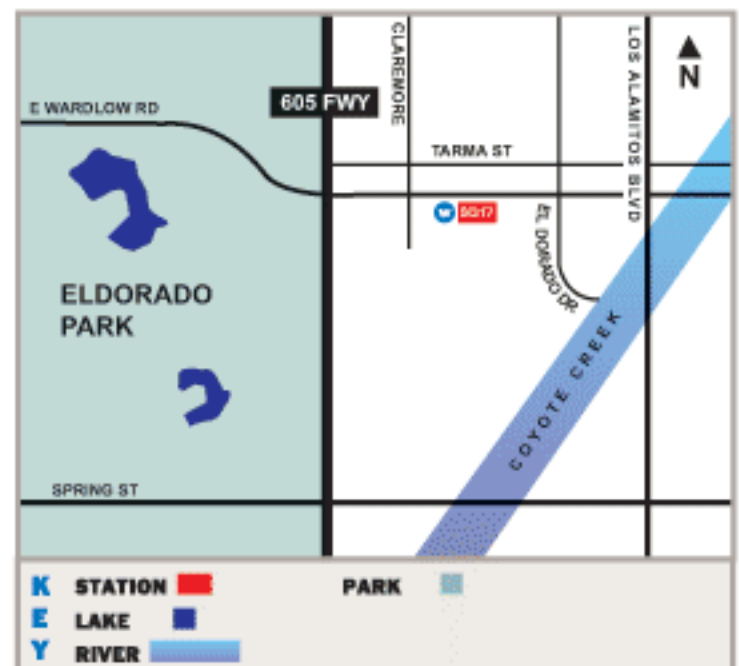 E WARDLOW RD
605 FWY
CLAREMORE
TARMA ST
LOS ALAMITOS BLVD
N
EL DORADO DR.
ELDORADO
PARK
COYOTE CREEK
SPRING ST
KEY
STATION
PARK
LAKE
RIVER